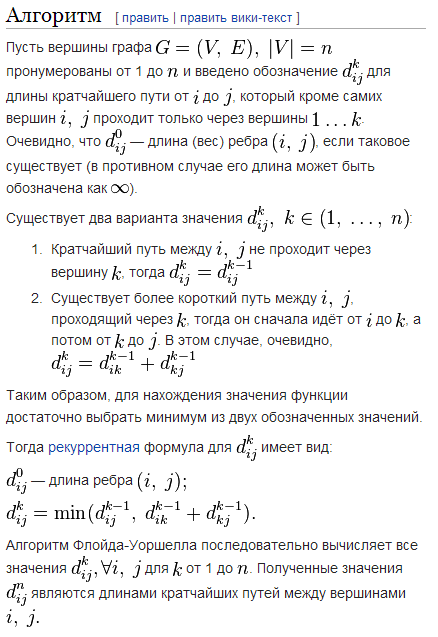 Алгоритм [ править | править вики-текст ]
Пусть вершины графа G = (V, E), |V| = n
пронумерованы от 1 до n и введено обозначение d_{ij}^{k} для
длины кратчайшего пути от i до j, который кроме самих
вершин i, j проходит только через вершины 1 ... k.
Очевидно, что d_{ij}^{0} — длина (вес) ребра (i, j), если таковое
существует (в противном случае его длина может быть
обозначена как ∞).
Существует два варианта значения d_{ij}^{k}, k ∈ (1, ..., n):
1. Кратчайший путь между i, j не проходит через
вершину k, тогда d_{ij}^{k} = d_{ij}^{k-1}
2. Существует более короткий путь между i, j,
проходящий через k, тогда он сначала идёт от i до k, а
потом от k до j. В этом случае, очевидно,
d_{ij}^{k} = d_{ik}^{k-1} + d_{kj}^{k-1}
Таким образом, для нахождения значения функции
достаточно выбрать минимум из двух обозначенных значений.
Тогда рекуррентная формула для d_{ij}^{k} имеет вид:
d_{ij}^{0} — длина ребра (i, j);
d_{ij}^{k} = min(d_{ij}^{k-1}, d_{ik}^{k-1} + d_{kj}^{k-1}).
Алгоритм Флойда-Уоршелла последовательно вычисляет все
значения d_{ij}^{k}, ∀i, j для k от 1 до n. Полученные значения
d_{ij}^{n} являются длинами кратчайших путей между вершинами
i, j.